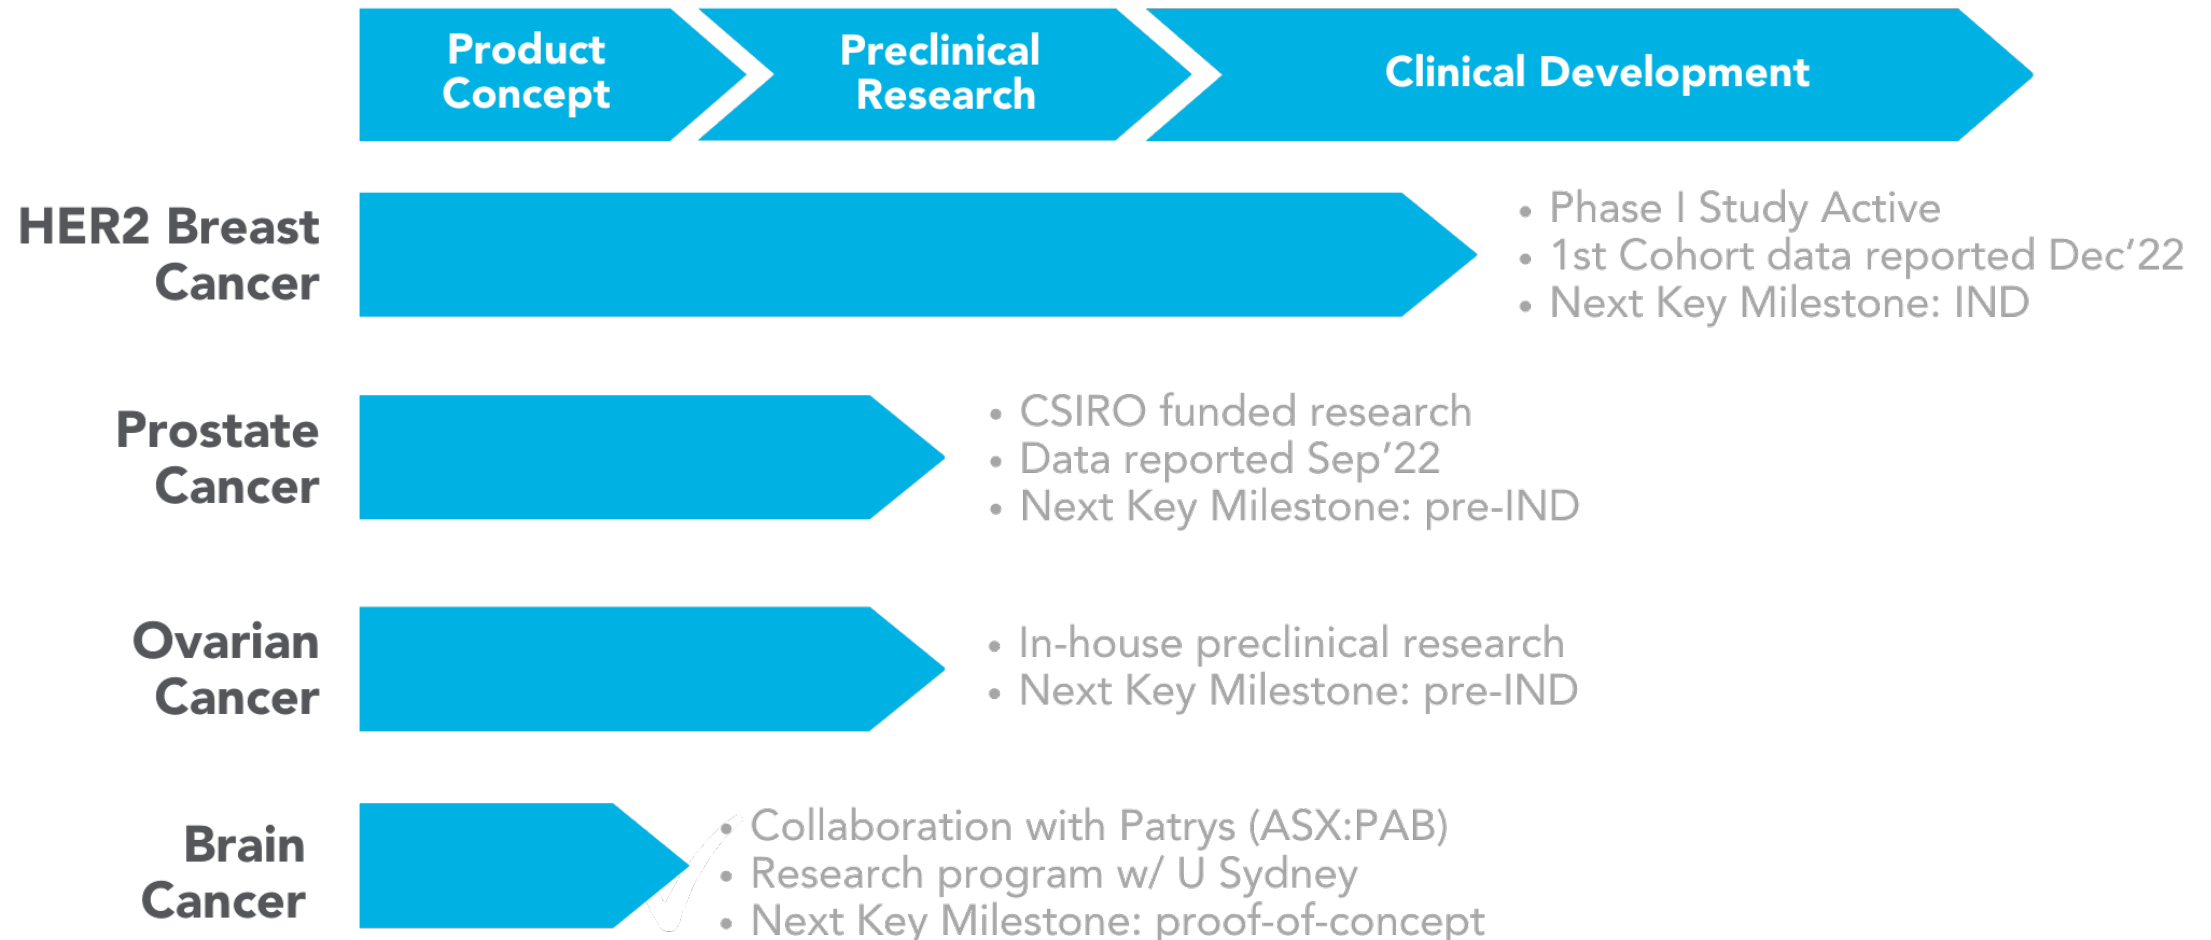 Product
Concept
Preclinical
Research
Clinical Development
HER2 Breast
Cancer
• Phase I Study Active
• 1st Cohort data reported Dec’22
• Next Key Milestone: IND
Prostate
Cancer
• CSIRO funded research
• Data reported Sep’22
• Next Key Milestone: pre-IND
Ovarian
Cancer
• In-house preclinical research
• Next Key Milestone: pre-IND
Brain
Cancer
• Collaboration with Patrys (ASX:PAB)
• Research program w/ U Sydney
• Next Key Milestone: proof-of-concept